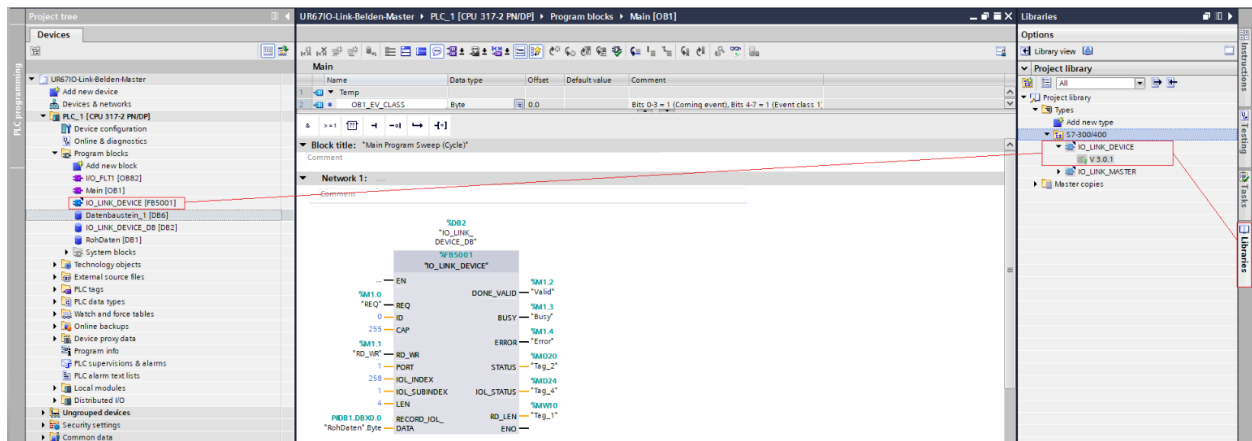 Project tree
Devices
PLC programming
UR67IO-Link-Belden-Master
Add new device
Devices & networks
PLC_1 [CPU 317-2 PN/DP]
Device configuration
Online & diagnostics
Program blocks
Add new block
I/O_FLT1 [OB82]
Main [OB1]
IO_LINK_DEVICE [FB5001]
Datenbaustein_1 [DB6]
IO_LINK_DEVICE_DB [DB2]
RohDaten [DB1]
System blocks
Technology objects
External source files
PLC tags
PLC data types
Watch and force tables
Online backups
Device proxy data
Program info
PLC supervisions & alarms
PLC alarm text lists
Local modules
Distributed I/O
Ungrouped devices
Security settings
Common data
UR67IO-Link-Belden-Master PLC_1 [CPU 317-2 PN/DP] Program blocks Main [OB1]
Main
Name Data type Offset Default value Comment
1 Temp
2 OB1_EV_CLASS Byte 0.0 Bits 0-3 = 1 (Coming event), Bits 4-7 = 1 (Event class 1)
& >=1 ??
Block title: "Main Program Sweep (Cycle)"
Comment
Network 1: ...
Comment
%DB2
"IO_LINK_
DEVICE_DB"
%FB5001
"IO_LINK_DEVICE"
... EN
%M1.0
"REQ" REQ
0 ID
255 CAP
%M1.1
"RD_WR" RD_WR
1 PORT
258 IOL_INDEX
1 IOL_SUBINDEX
4 LEN
P#DB1.DBX0.0
"RohDaten".Byte RECORD_IOL_
DATA
%M1.2
DONE_VALID "Valid"
%M1.3
BUSY "Busy"
%M1.4
ERROR "Error"
%MD20
STATUS "Tag_2"
%MD24
IOL_STATUS "Tag_4"
%MW10
RD_LEN "Tag_1"
ENO
Libraries
Options
Library view
Project library
All
Project library
Types
Add new type
S7-300/400
IO_LINK_DEVICE
V 3.0.1
IO_LINK_MASTER
Master copies
Instructions
Testing
Tasks
Libraries